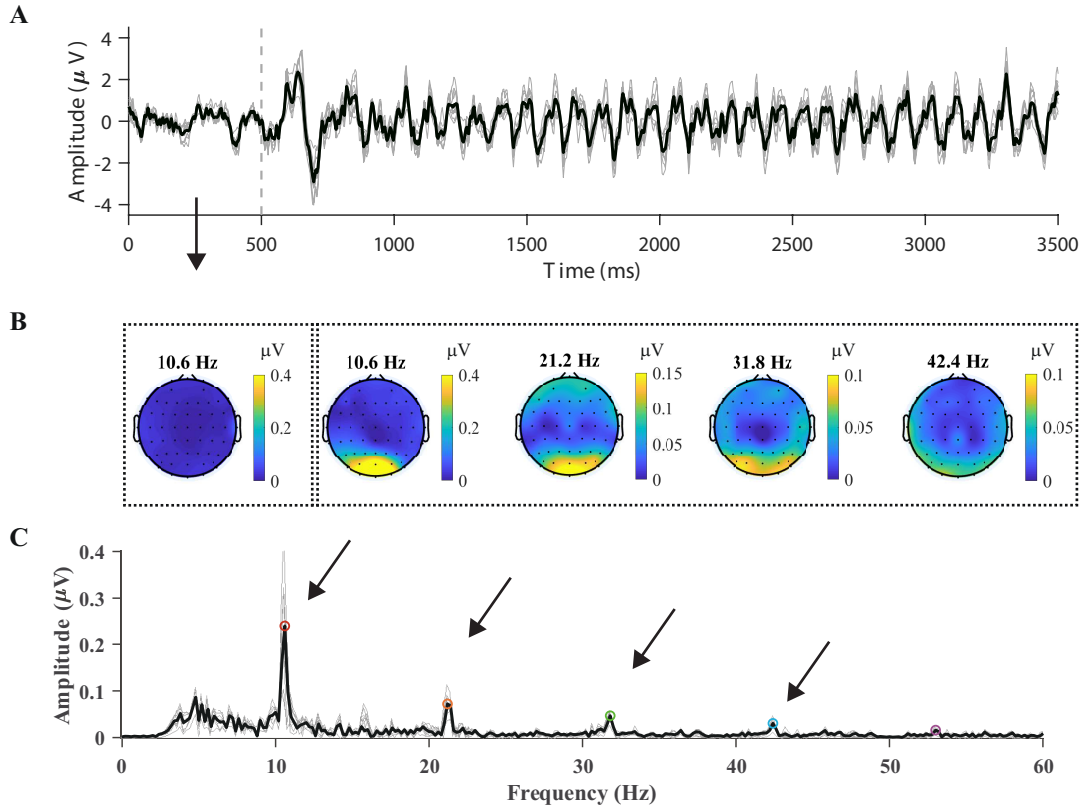 A
Amplitude (μV)
4
2
0
-2
-4
0 500 1000 1500 2000 2500 3000 3500
Time (ms)
B
10.6 Hz μV 10.6 Hz μV 21.2 Hz μV 31.8 Hz μV 42.4 Hz μV
0.4 0.4 0.15 0.1 0.1
0.1
0.2 0.2 0.05 0.05
0.05
0 0 0 0 0
C
Amplitude (μV)
0.4
0.3
0.2
0.1
0
0 10 20 30 40 50 60
Frequency (Hz)